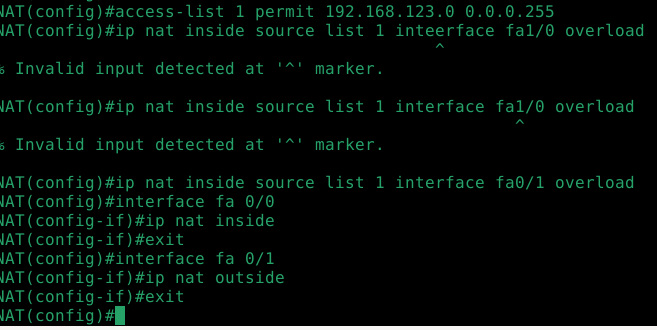 NAT(config)#access-list 1 permit 192.168.123.0 0.0.0.255
NAT(config)#ip nat inside source list 1 inteerface fa1/0 overload
^
% Invalid input detected at '^' marker.
NAT(config)#ip nat inside source list 1 interface fa1/0 overload
^
% Invalid input detected at '^' marker.
NAT(config)#ip nat inside source list 1 interface fa0/1 overload
NAT(config)#interface fa 0/0
NAT(config-if)#ip nat inside
NAT(config-if)#exit
NAT(config)#interface fa 0/1
NAT(config-if)#ip nat outside
NAT(config-if)#exit
NAT(config)#